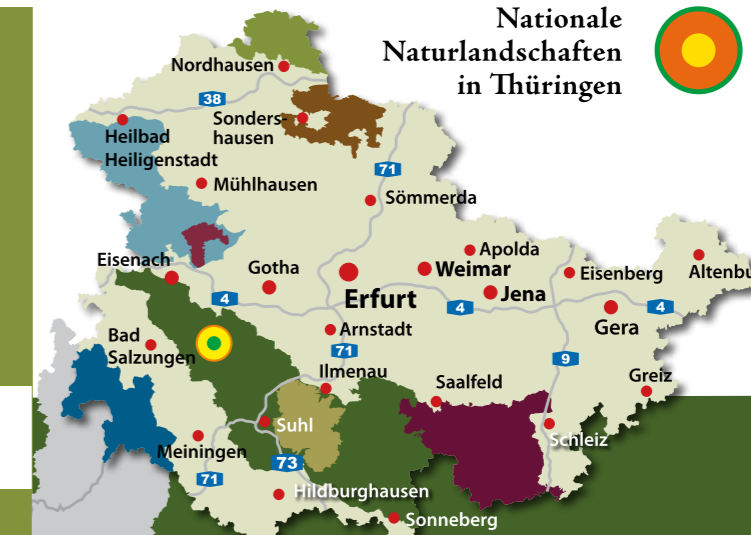 Nationale
Naturlandschaften
in Thüringen
Nordhausen
38
Sonders-
hausen
Heilbad
Heiligenstadt
71
Mühlhausen
Sömmerda
Apolda
Eisenach
Gotha
Weimar
Eisenberg
Altenbu
4
Erfurt
4
Jena
4
Gera
Arnstadt
Bad
Salzungen
71
9
Ilmenau
Saalfeld
Greiz
Suhl
Schleiz
Meiningen
73
71
Hildburghausen
Sonneberg